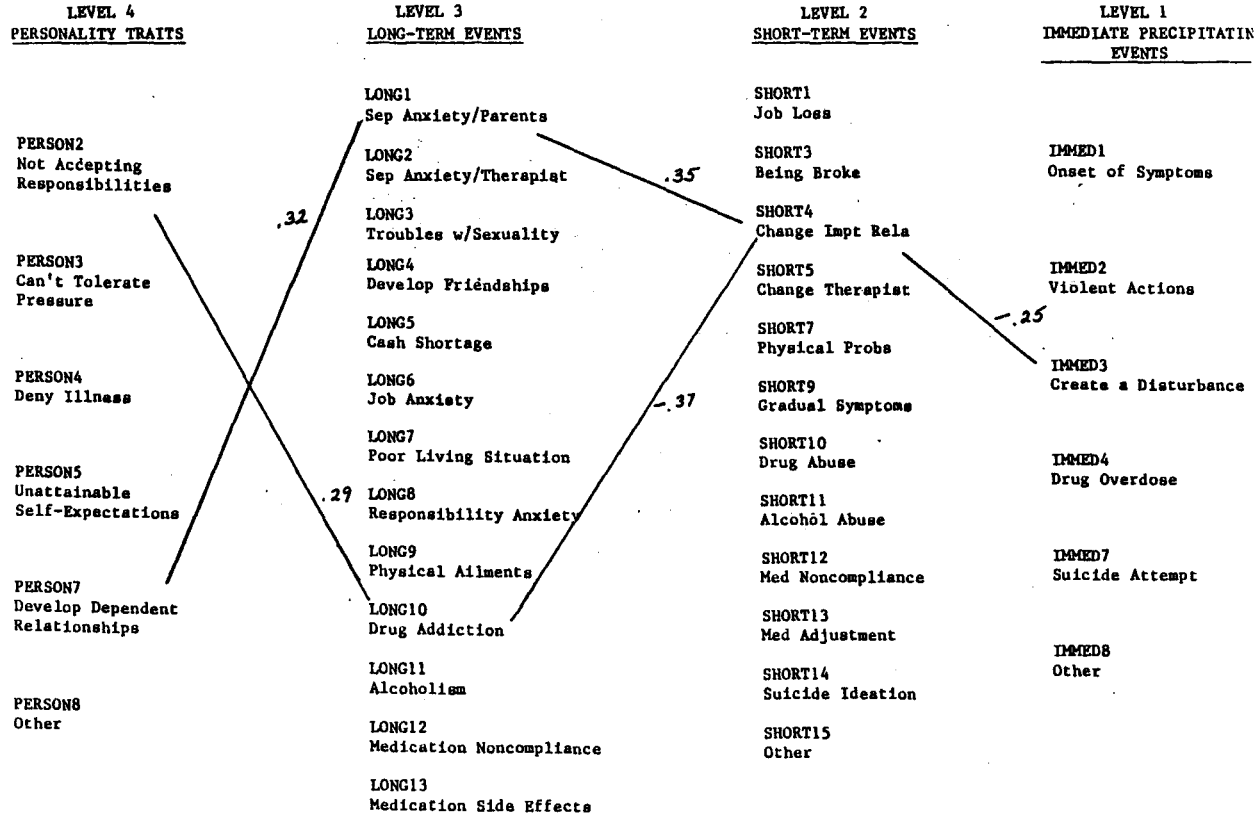 LEVEL 4
PERSONALITY TRAITS
PERSON2
Not Accepting
Responsibilities
PERSON3
Can't Tolerate
Pressure
PERSON4
Deny Illness
PERSON5
Unattainable
Self-Expectations
PERSON7
Develop Dependent
Relationships
PERSON8
Other
.32
.29
LEVEL 3
LONG-TERM EVENTS
LONG1
Sep Anxiety/Parents
LONG2
Sep Anxiety/Therapist
LONG3
Troubles w/Sexuality
LONG4
Develop Friendships
LONG5
Cash Shortage
LONG6
Job Anxiety
LONG7
Poor Living Situation
LONG8
Responsibility Anxiety
LONG9
Physical Ailments
LONG10
Drug Addiction
LONG11
Alcoholism
LONG12
Medication Noncompliance
LONG13
Medication Side Effects
.35
-.37
LEVEL 2
SHORT-TERM EVENTS
SHORT1
Job Loss
SHORT3
Being Broke
SHORT4
Change Impt Rela
SHORT5
Change Therapist
SHORT7
Physical Probs
SHORT9
Gradual Symptoms
SHORT10
Drug Abuse
SHORT11
Alcohol Abuse
SHORT12
Med Noncompliance
SHORT13
Med Adjustment
SHORT14
Suicide Ideation
SHORT15
Other
-.25
LEVEL 1
IMMEDIATE PRECIPITATIN
EVENTS
IMMED1
Onset of Symptoms
IMMED2
Violent Actions
IMMED3
Create a Disturbance
IMMED4
Drug Overdose
IMMED7
Suicide Attempt
IMMED8
Other